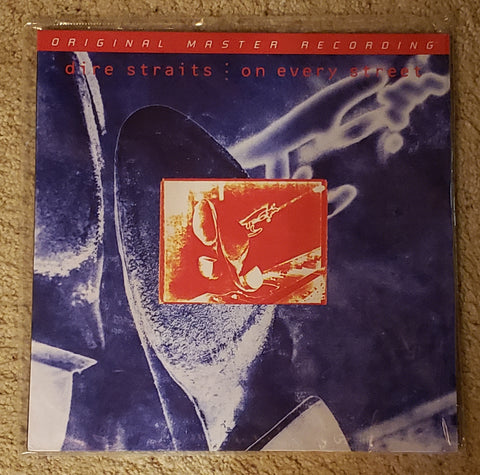 ORIGINAL MASTER RECORDING
dire straits : on every street